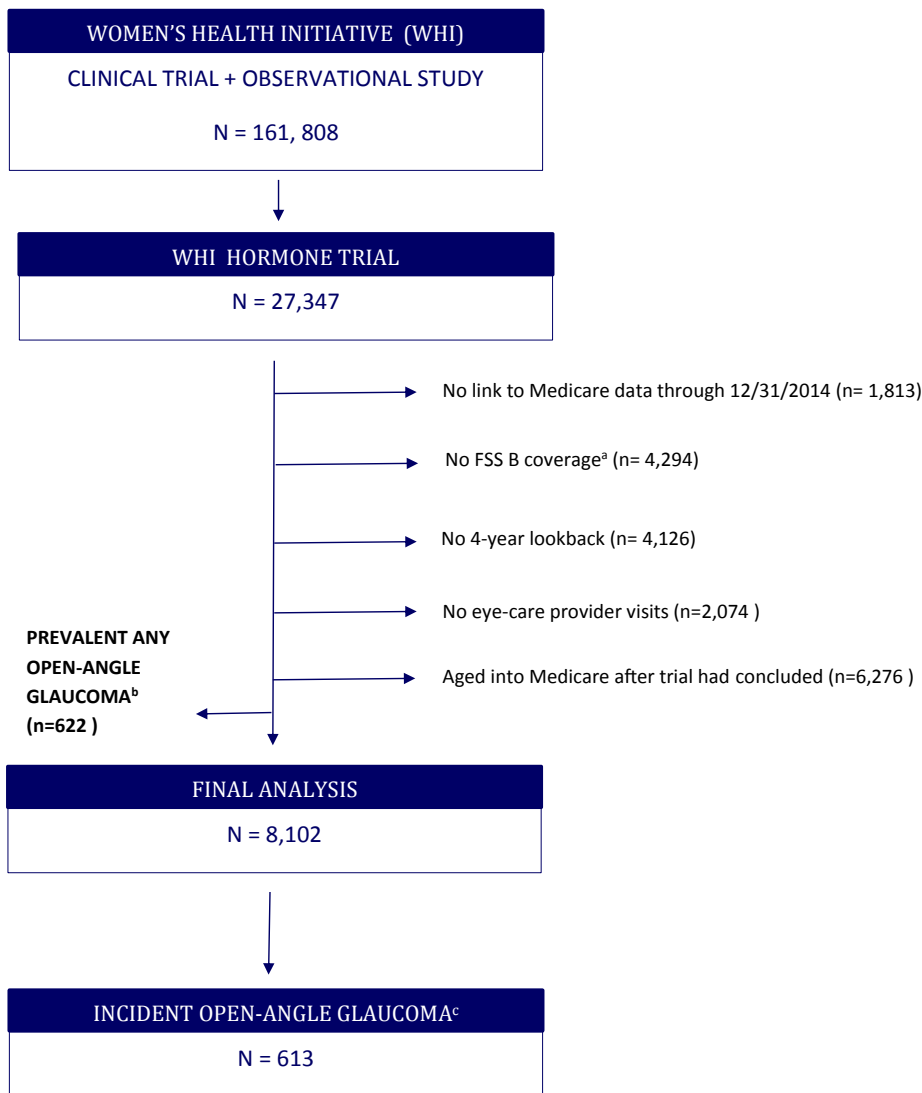 WOMEN'S HEALTH INITIATIVE (WHI)
CLINICAL TRIAL + OBSERVATIONAL STUDY
N = 161, 808
WHI HORMONE TRIAL
N = 27,347
No link to Medicare data through 12/31/2014 (n= 1,813)
No FSS B coverageᵃ (n= 4,294)
No 4-year lookback (n= 4,126)
No eye-care provider visits (n=2,074 )
Aged into Medicare after trial had concluded (n=6,276 )
PREVALENT ANY
OPEN-ANGLE
GLAUCOMAᵇ
(n=622 )
FINAL ANALYSIS
N = 8,102
INCIDENT OPEN-ANGLE GLAUCOMAᶜ
N = 613